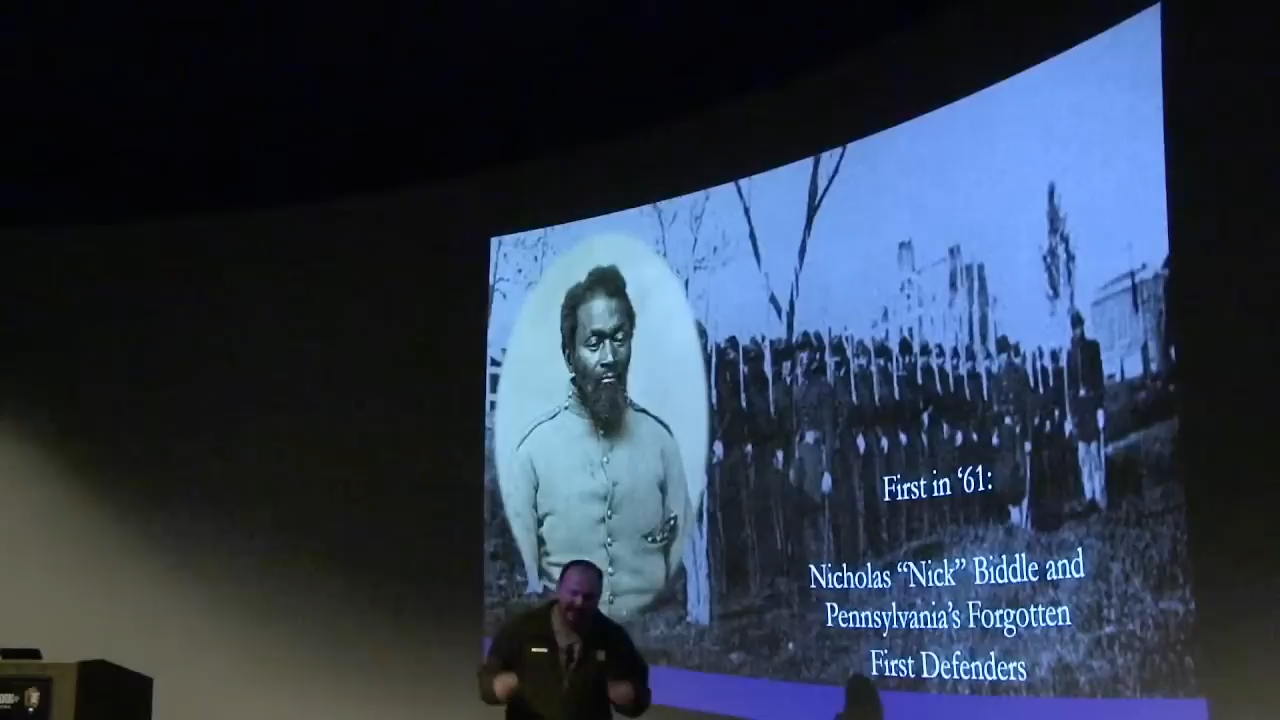 First in ‘61:
Nicholas “Nick” Biddle and
Pennsylvania’s Forgotten
First Defenders